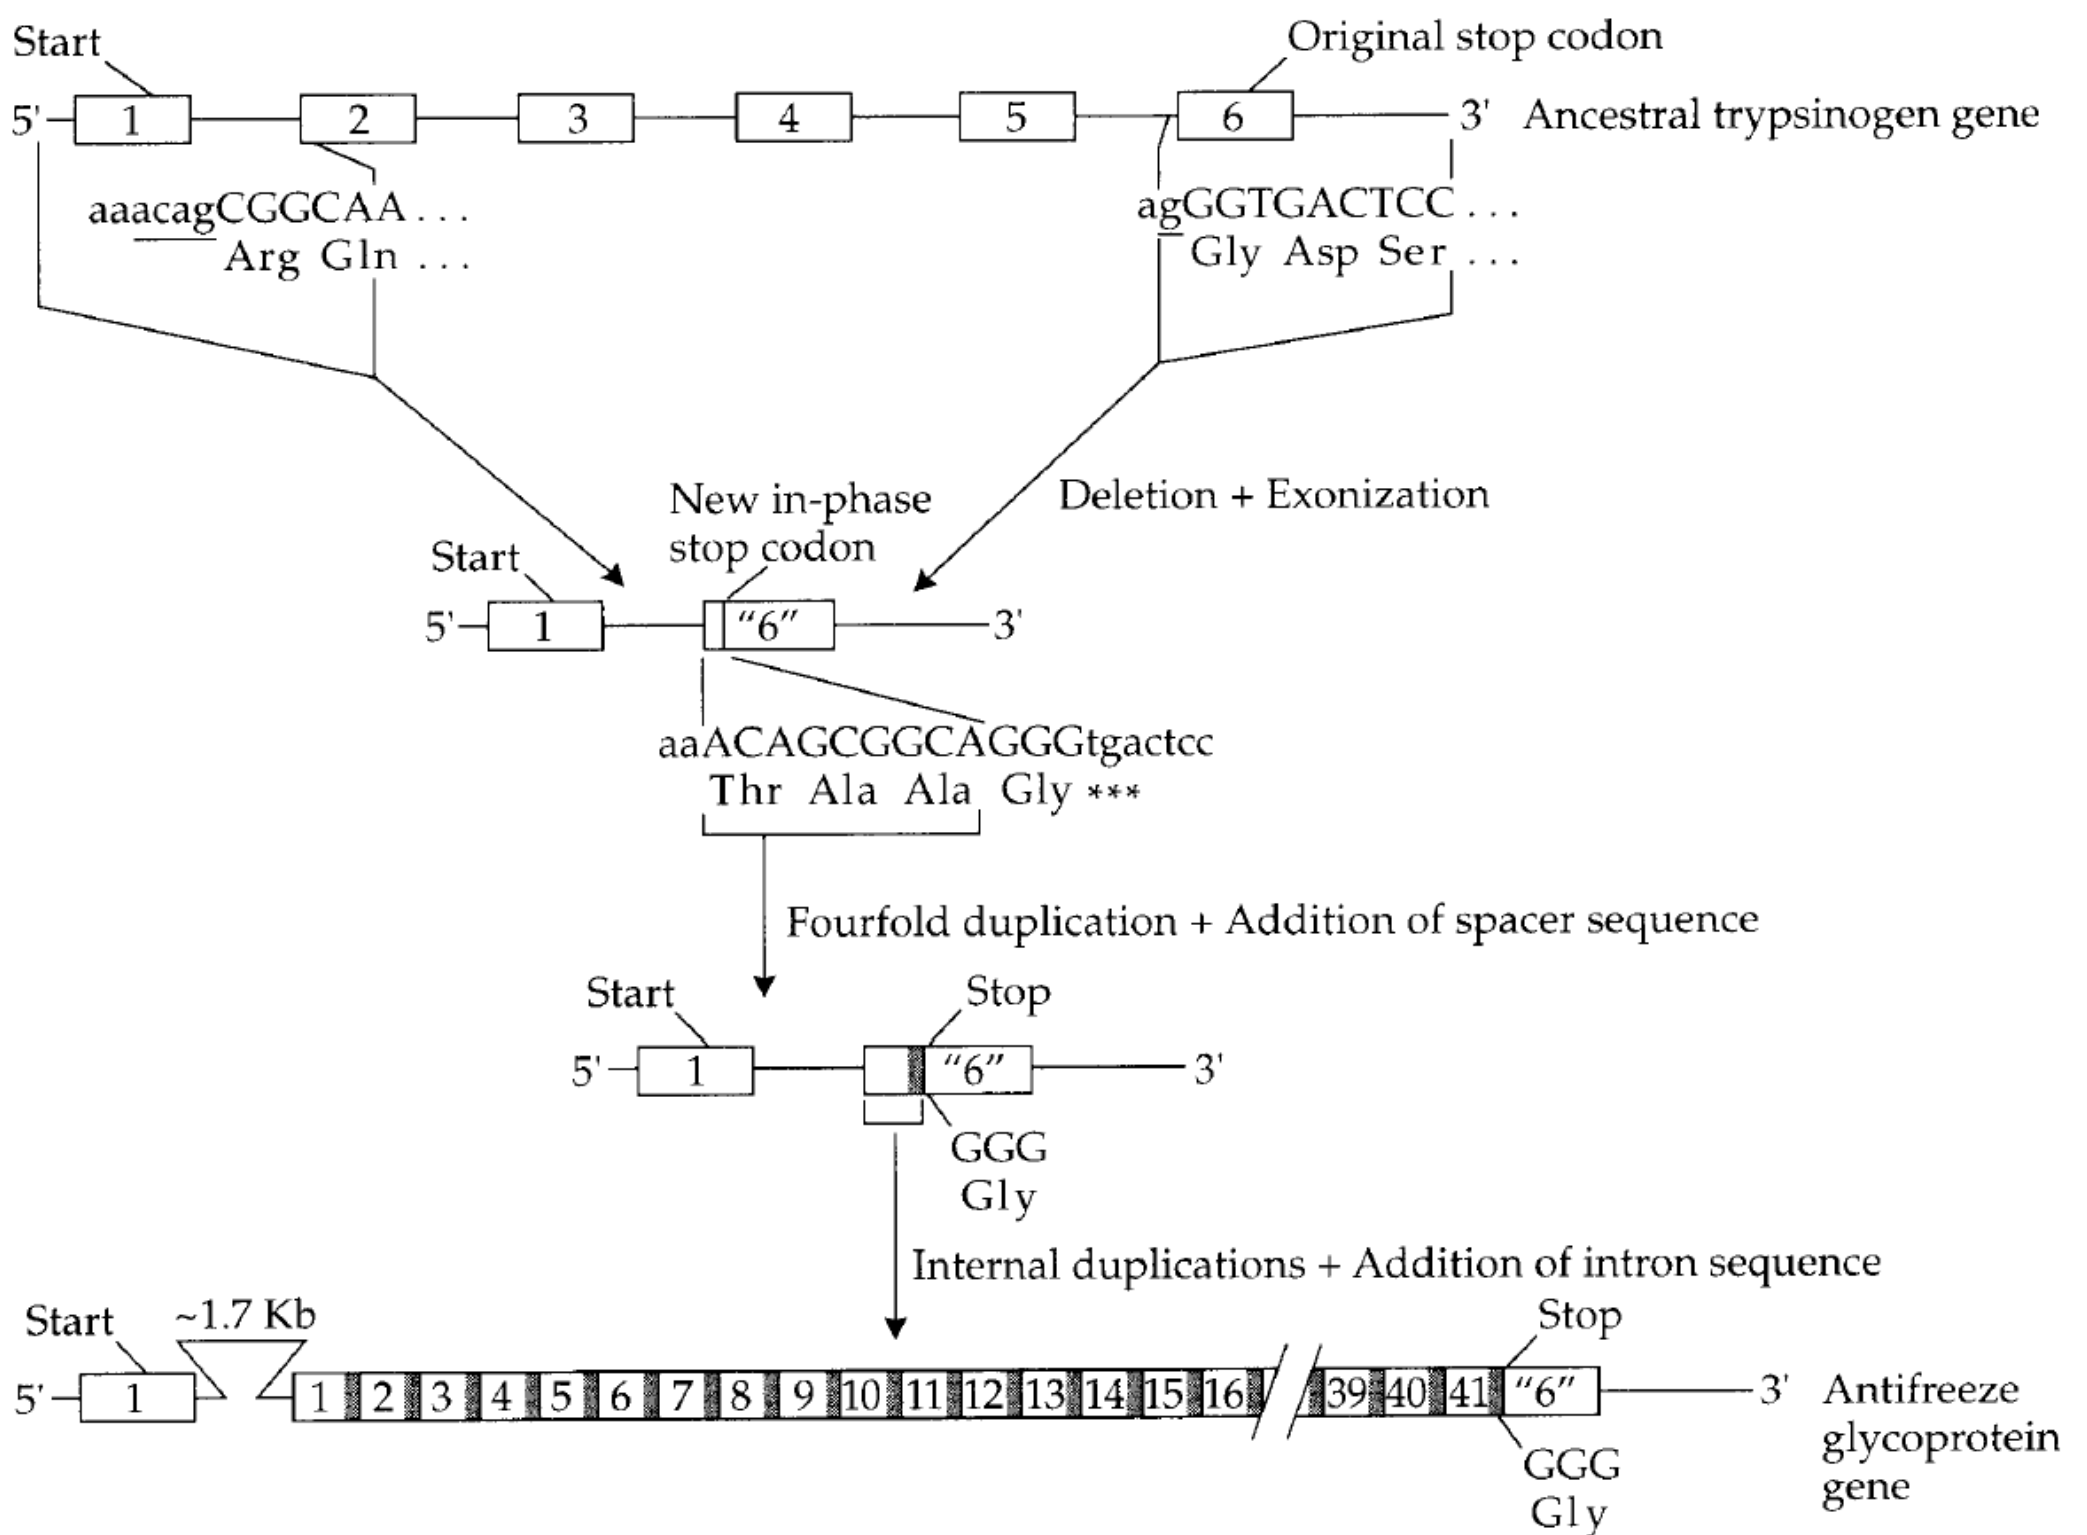 Start
Original stop codon
5' 1 2 3 4 5 6 3' Ancestral trypsinogen gene
aaacagCGGCAA... agGGTGACTCC...
Arg Gln ... Gly Asp Ser ...
New in-phase
stop codon
Deletion + Exonization
Start
5' 1 "6" 3'
aaACAGCGGCAGGGtgactcc
Thr Ala Ala Gly ***
Fourfold duplication + Addition of spacer sequence
Start Stop
5' 1 "6" 3'
GGG
Gly
Internal duplications + Addition of intron sequence
Start ~1.7 Kb Stop
5' 1 1 2 3 4 5 6 7 8 9 10 11 12 13 14 15 16 39 40 41 "6" 3' Antifreeze
glycoprotein
gene
GGG
Gly